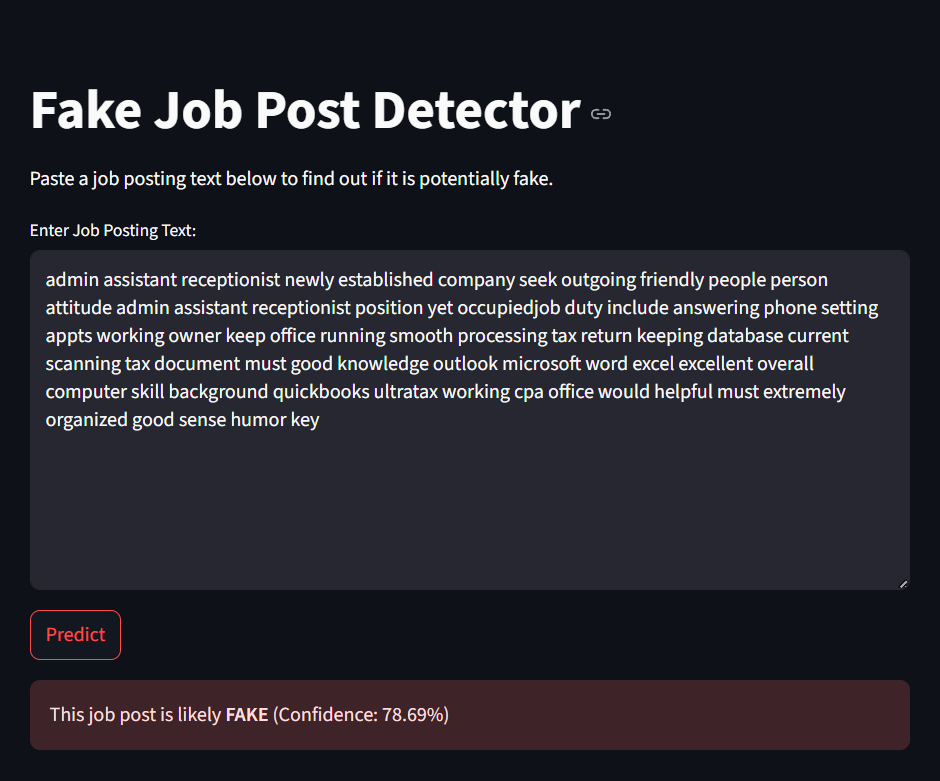 Fake Job Post Detector
Paste a job posting text below to find out if it is potentially fake.
Enter Job Posting Text:
admin assistant receptionist newly established company seek outgoing friendly people person
attitude admin assistant receptionist position yet occupiedjob duty include answering phone setting
appts working owner keep office running smooth processing tax return keeping database current
scanning tax document must good knowledge outlook microsoft word excel excellent overall
computer skill background quickbooks ultratax working cpa office would helpful must extremely
organized good sense humor key
Predict
This job post is likely FAKE (Confidence: 78.69%)